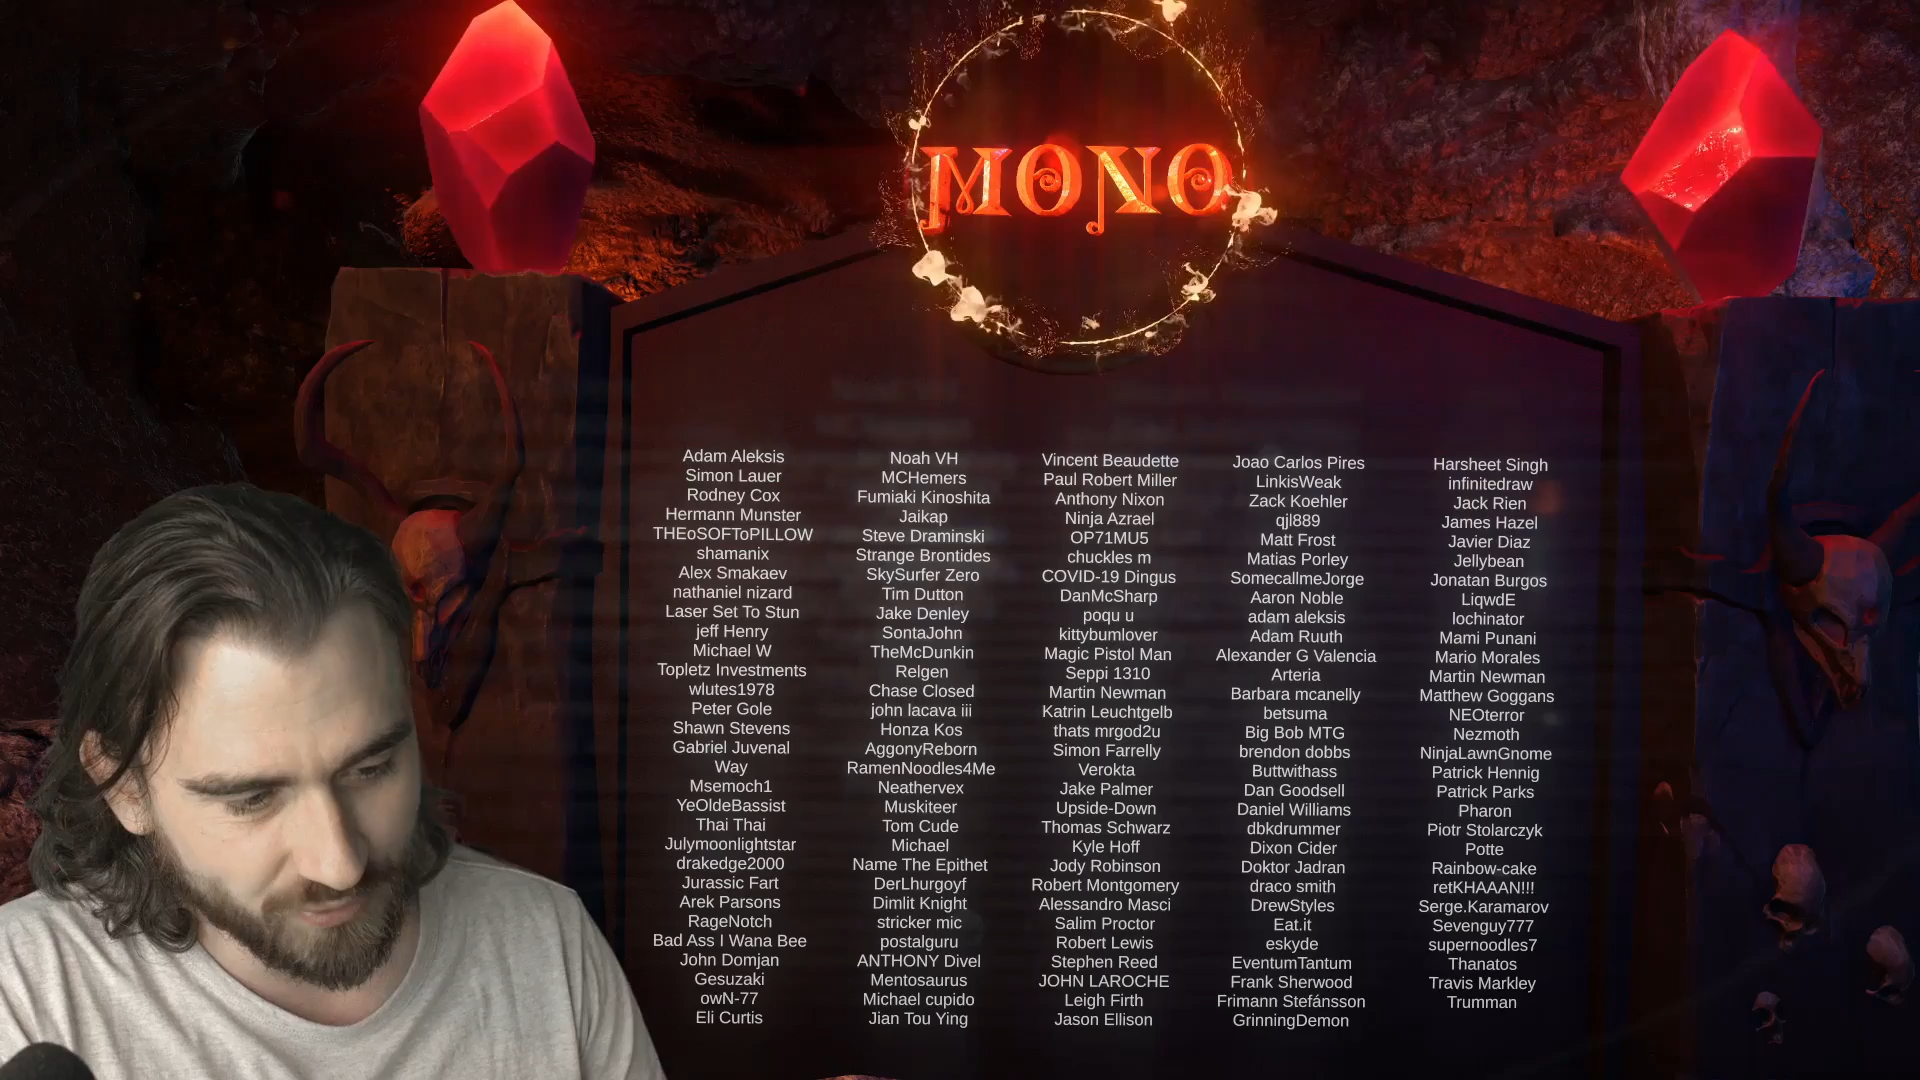 MONO
Adam Aleksis
Simon Lauer
Rodney Cox
Hermann Munster
THEoSOFToPILLOW
shamanix
Alex Smakaev
nathaniel nizard
Laser Set To Stun
jeff Henry
Michael W
Topletz Investments
wlutes1978
Peter Gole
Shawn Stevens
Gabriel Juvenal
Way
Msemoch1
YeOldeBassist
Thai Thai
Julymoonlightstar
drakedge2000
Jurassic Fart
Arek Parsons
RageNotch
Bad Ass I Wana Bee
John Domjan
Gesuzaki
owN-77
Eli Curtis
Noah VH
MCHemers
Fumiaki Kinoshita
Jaikap
Steve Draminski
Strange Brontides
SkySurfer Zero
Tim Dutton
Jake Denley
SontaJohn
TheMcDunkin
Relgen
Chase Closed
john lacava iii
Honza Kos
AggonyReborn
RamenNoodles4Me
Neathervex
Muskiteer
Tom Cude
Michael
Name The Epithet
DerLhurgoyf
Dimlit Knight
stricker mic
postalguru
ANTHONY Divel
Mentosaurus
Michael cupido
Jian Tou Ying
Vincent Beaudette
Paul Robert Miller
Anthony Nixon
Ninja Azrael
OP71MU5
chuckles m
COVID-19 Dingus
DanMcSharp
poqu u
kittybumlover
Magic Pistol Man
Seppi 1310
Martin Newman
Katrin Leuchtgelb
thats mrgod2u
Simon Farrelly
Verokta
Jake Palmer
Upside-Down
Thomas Schwarz
Kyle Hoff
Jody Robinson
Robert Montgomery
Alessandro Masci
Salim Proctor
Robert Lewis
Stephen Reed
JOHN LAROCHE
Leigh Firth
Jason Ellison
Joao Carlos Pires
LinkisWeak
Zack Koehler
qjl889
Matt Frost
Matias Porley
SomecallmeJorge
Aaron Noble
adam aleksis
Adam Ruuth
Alexander G Valencia
Arteria
Barbara mcanelly
betsuma
Big Bob MTG
brendon dobbs
Buttwithass
Dan Goodsell
Daniel Williams
dbkdrummer
Dixon Cider
Doktor Jadran
draco smith
DrewStyles
Eat.it
eskyde
EventumTantum
Frank Sherwood
Frimann Stefánsson
GrinningDemon
Harsheet Singh
infinitedraw
Jack Rien
James Hazel
Javier Diaz
Jellybean
Jonatan Burgos
LiqwdE
lochinator
Mami Punani
Mario Morales
Martin Newman
Matthew Goggans
NEOterror
Nezmoth
NinjaLawnGnome
Patrick Hennig
Patrick Parks
Pharon
Piotr Stolarczyk
Potte
Rainbow-cake
retKHAAAN!!!
Serge.Karamarov
Sevenguy777
supernoodles7
Thanatos
Travis Markley
Trumman